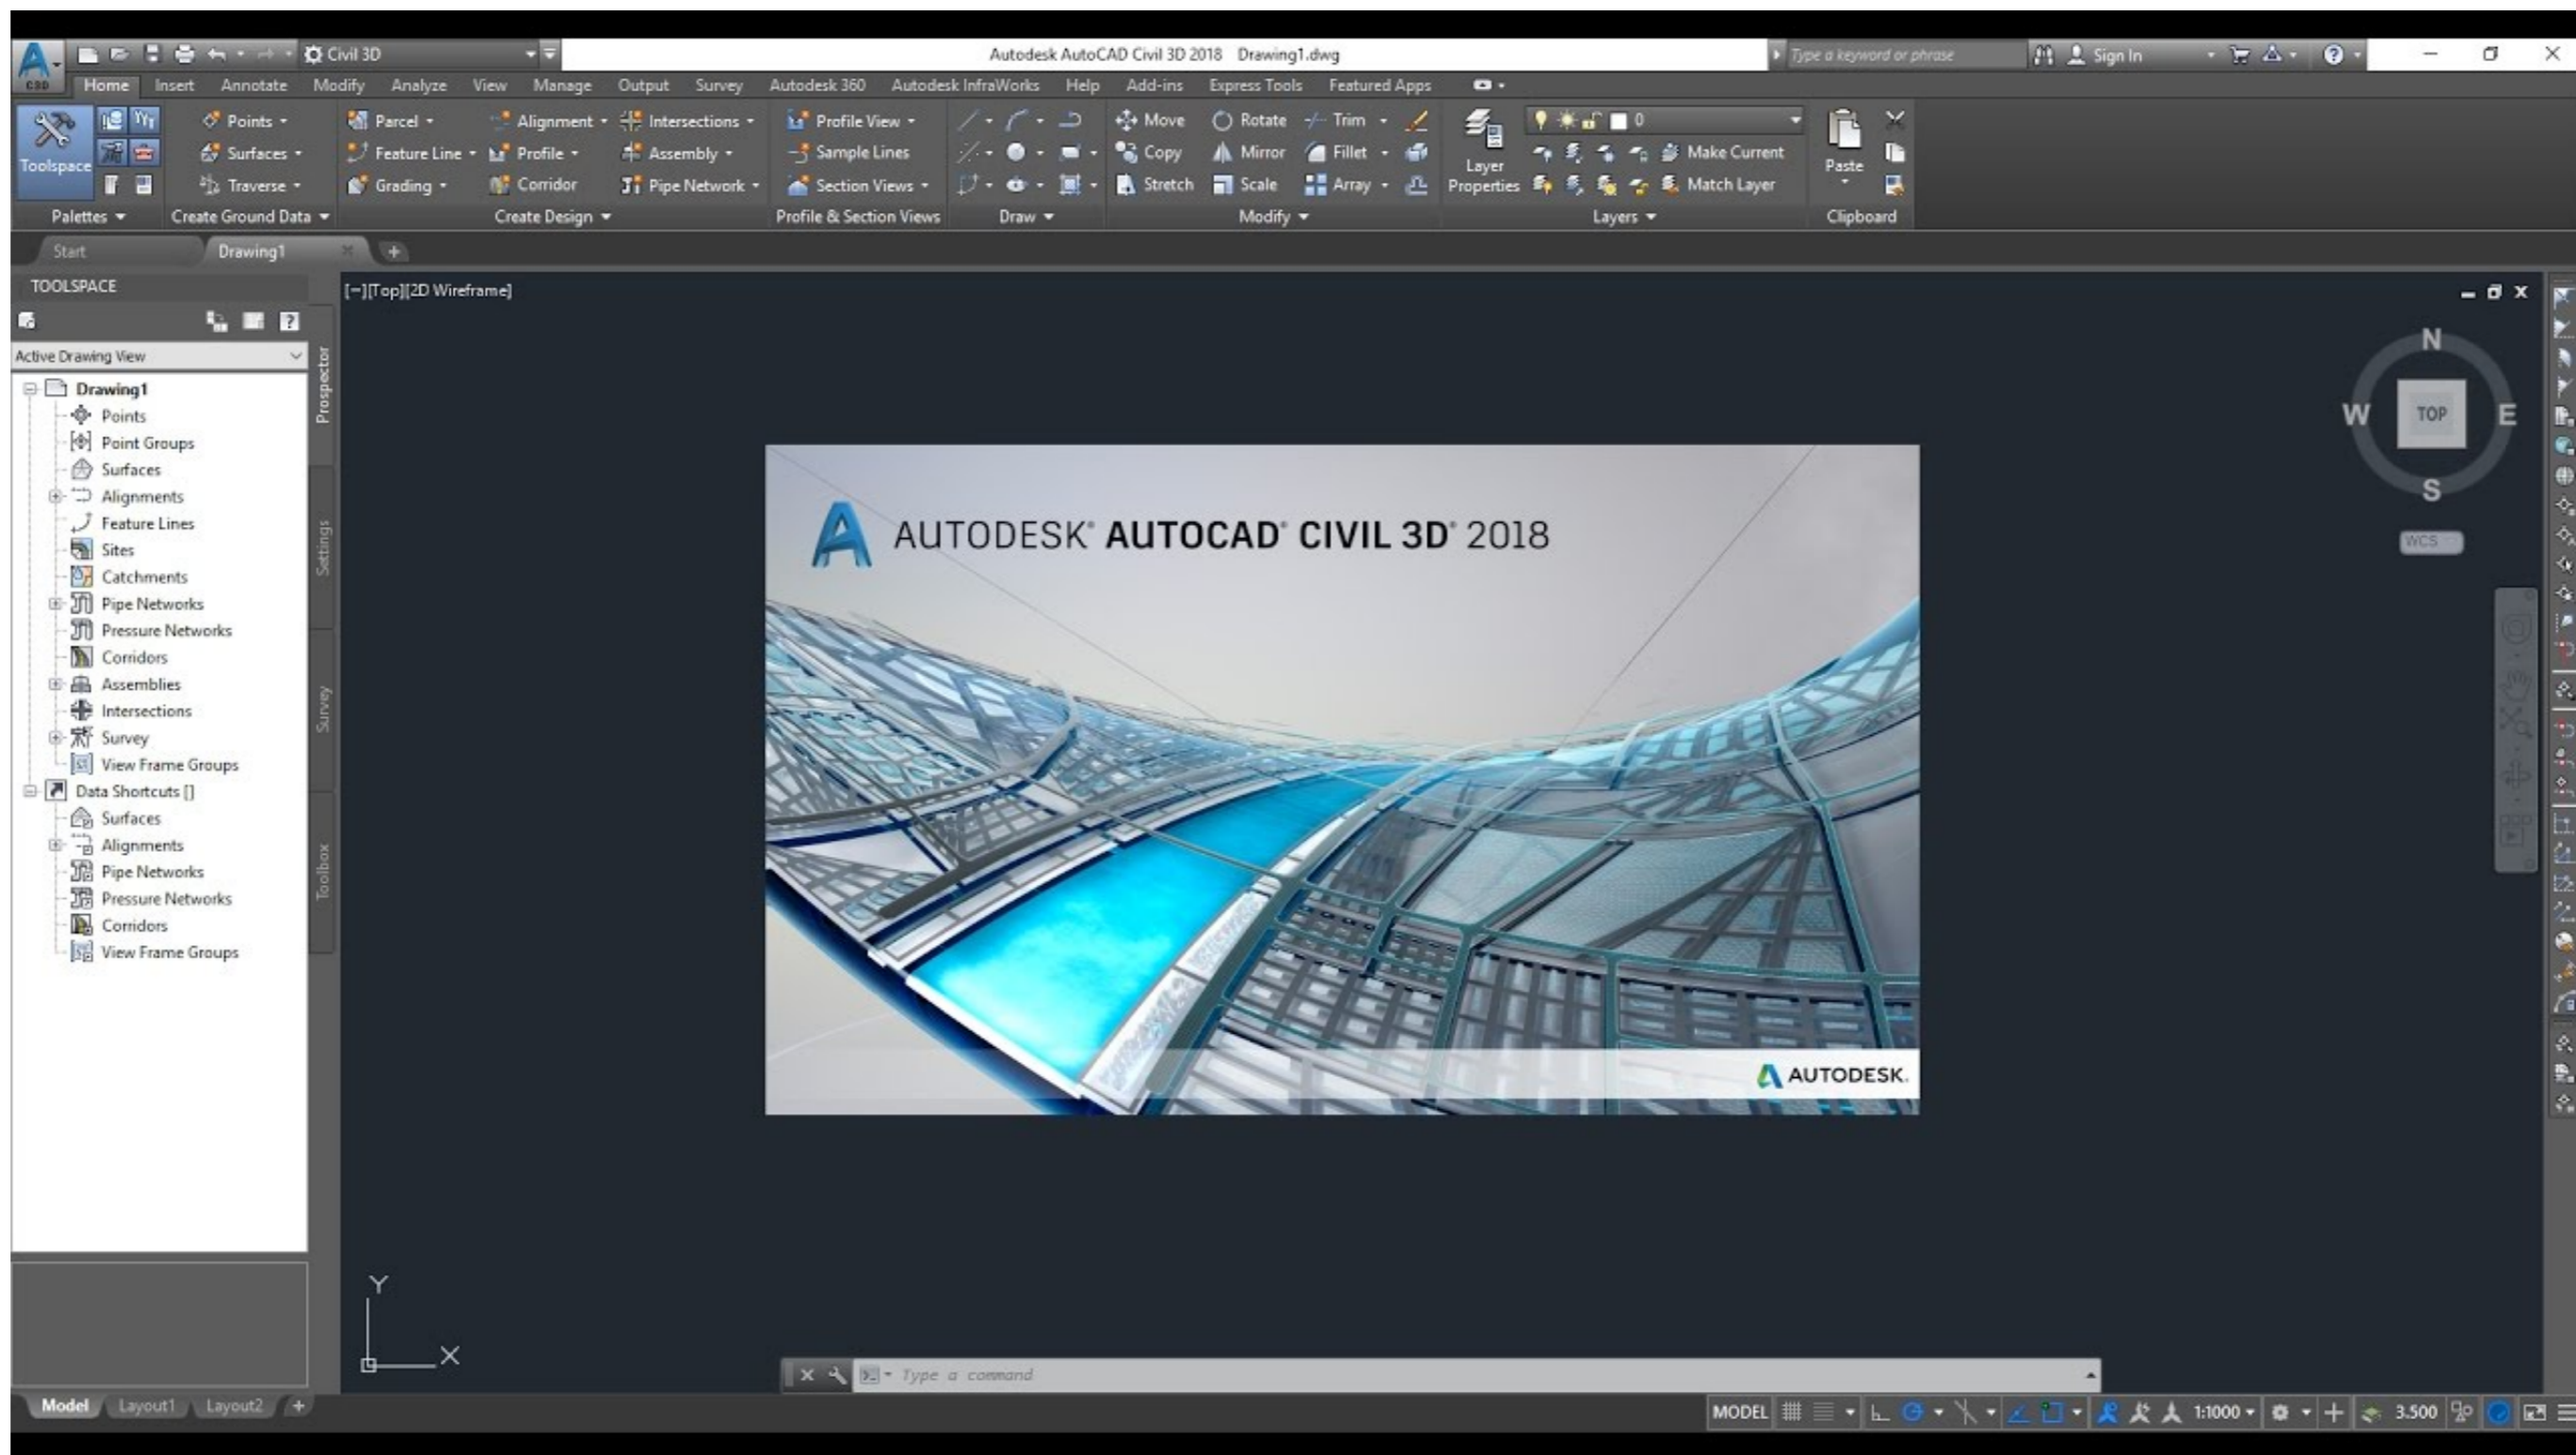 Civil 3D
Autodesk AutoCAD Civil 3D 2018 Drawing1.dwg
Type a keyword or phrase
Sign In
C3D
Home Insert Annotate Modify Analyze View Manage Output Survey Autodesk 360 Autodesk InfraWorks Help Add-ins Express Tools Featured Apps
Points Parcel Alignment Intersections Profile View Move Rotate Trim 0
Toolspace Surfaces Feature Line Profile Assembly Sample Lines Copy Mirror Fillet Layer Properties Make Current Paste
Traverse Grading Corridor Pipe Network Section Views Stretch Scale Array Match Layer
Palettes Create Ground Data Create Design Profile & Section Views Draw Modify Layers Clipboard
Start Drawing1
TOOLSPACE
Active Drawing View
Drawing1
Points
Point Groups
Surfaces
Alignments
Feature Lines
Sites
Catchments
Pipe Networks
Pressure Networks
Corridors
Assemblies
Intersections
Survey
View Frame Groups
Data Shortcuts []
Surfaces
Alignments
Pipe Networks
Pressure Networks
Corridors
View Frame Groups
Prospector
Settings
Survey
Toolbox
[−][Top][2D Wireframe]
N
W TOP E
S
WCS
AUTODESK® AUTOCAD® CIVIL 3D® 2018
AUTODESK.
Y
X
Type a command
Model Layout1 Layout2 +
MODEL 1:1000 3.500